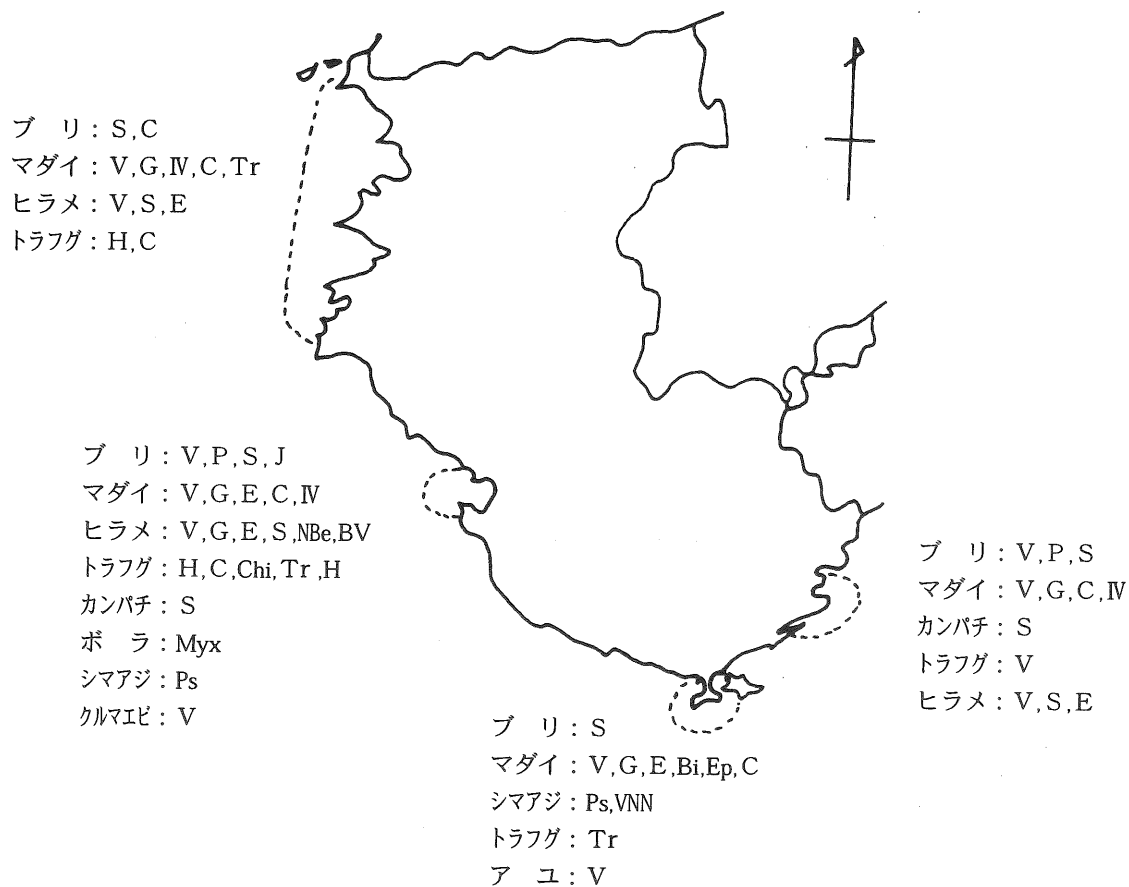 ブ リ：S,C
マダイ：V,G,Ⅳ,C,Tr
ヒラメ：V,S,E
トラフグ：H,C
ブ リ：V,P,S,J
マダイ：V,G,E,C,Ⅳ
ヒラメ：V,G,E,S,NBe,BV
トラフグ：H,C,Chi,Tr,H
カンパチ：S
ボ ラ：Myx
シマアジ：Ps
クルマエビ：V
ブ リ：V,P,S
マダイ：V,G,C,Ⅳ
カンパチ：S
トラフグ：V
ヒラメ：V,S,E
ブ リ：S
マダイ：V,G,E,Bi,Ep,C
シマアジ：Ps,VNN
トラフグ：Tr
ア ユ：V